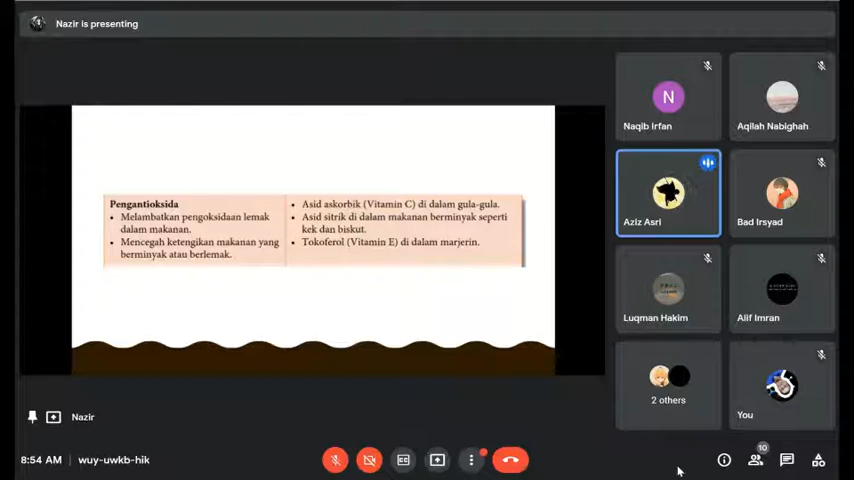 Nazir is presenting
Pengantioksida
• Melambatkan pengoksidaan lemak
dalam makanan.
• Mencegah ketengikan makanan yang
berminyak atau berlemak.
• Asid askorbik (Vitamin C) di dalam gula-gula.
• Asid sitrik di dalam makanan berminyak seperti
kek dan biskut.
• Tokoferol (Vitamin E) di dalam marjerin.
N
Naqib Irfan
Aqilah Nabighah
Aziz Asri
Bad Irsyad
Luqman Hakim
Alif Imran
2 others
You
Nazir
8:54 AM | wuy-uwkb-hik
CC
10